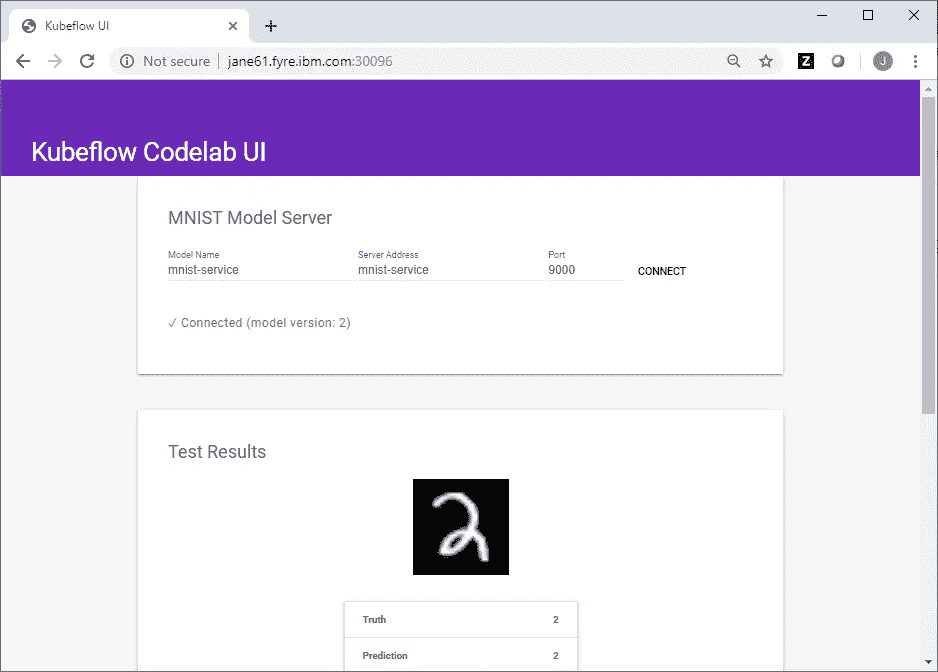 Kubeflow UI
Not secure | jane61.fyre.ibm.com:30096
Z J
Kubeflow Codelab UI
MNIST Model Server
Model Name Server Address Port
mnist-service mnist-service 9000 CONNECT
✓ Connected (model version: 2)
Test Results
2
Truth 2
Prediction 2